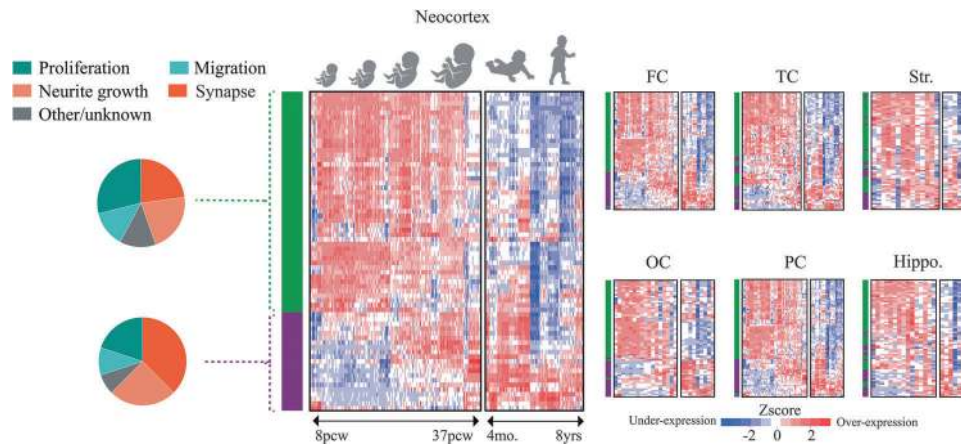 Neocortex
Proliferation
Migration
Neurite growth
Synapse
Other/unknown
FC
TC
Str.
OC
PC
Hippo.
8pcw
37pcw
4mo.
8yrs
Zscore
Under-expression
Over-expression
-2
0
2